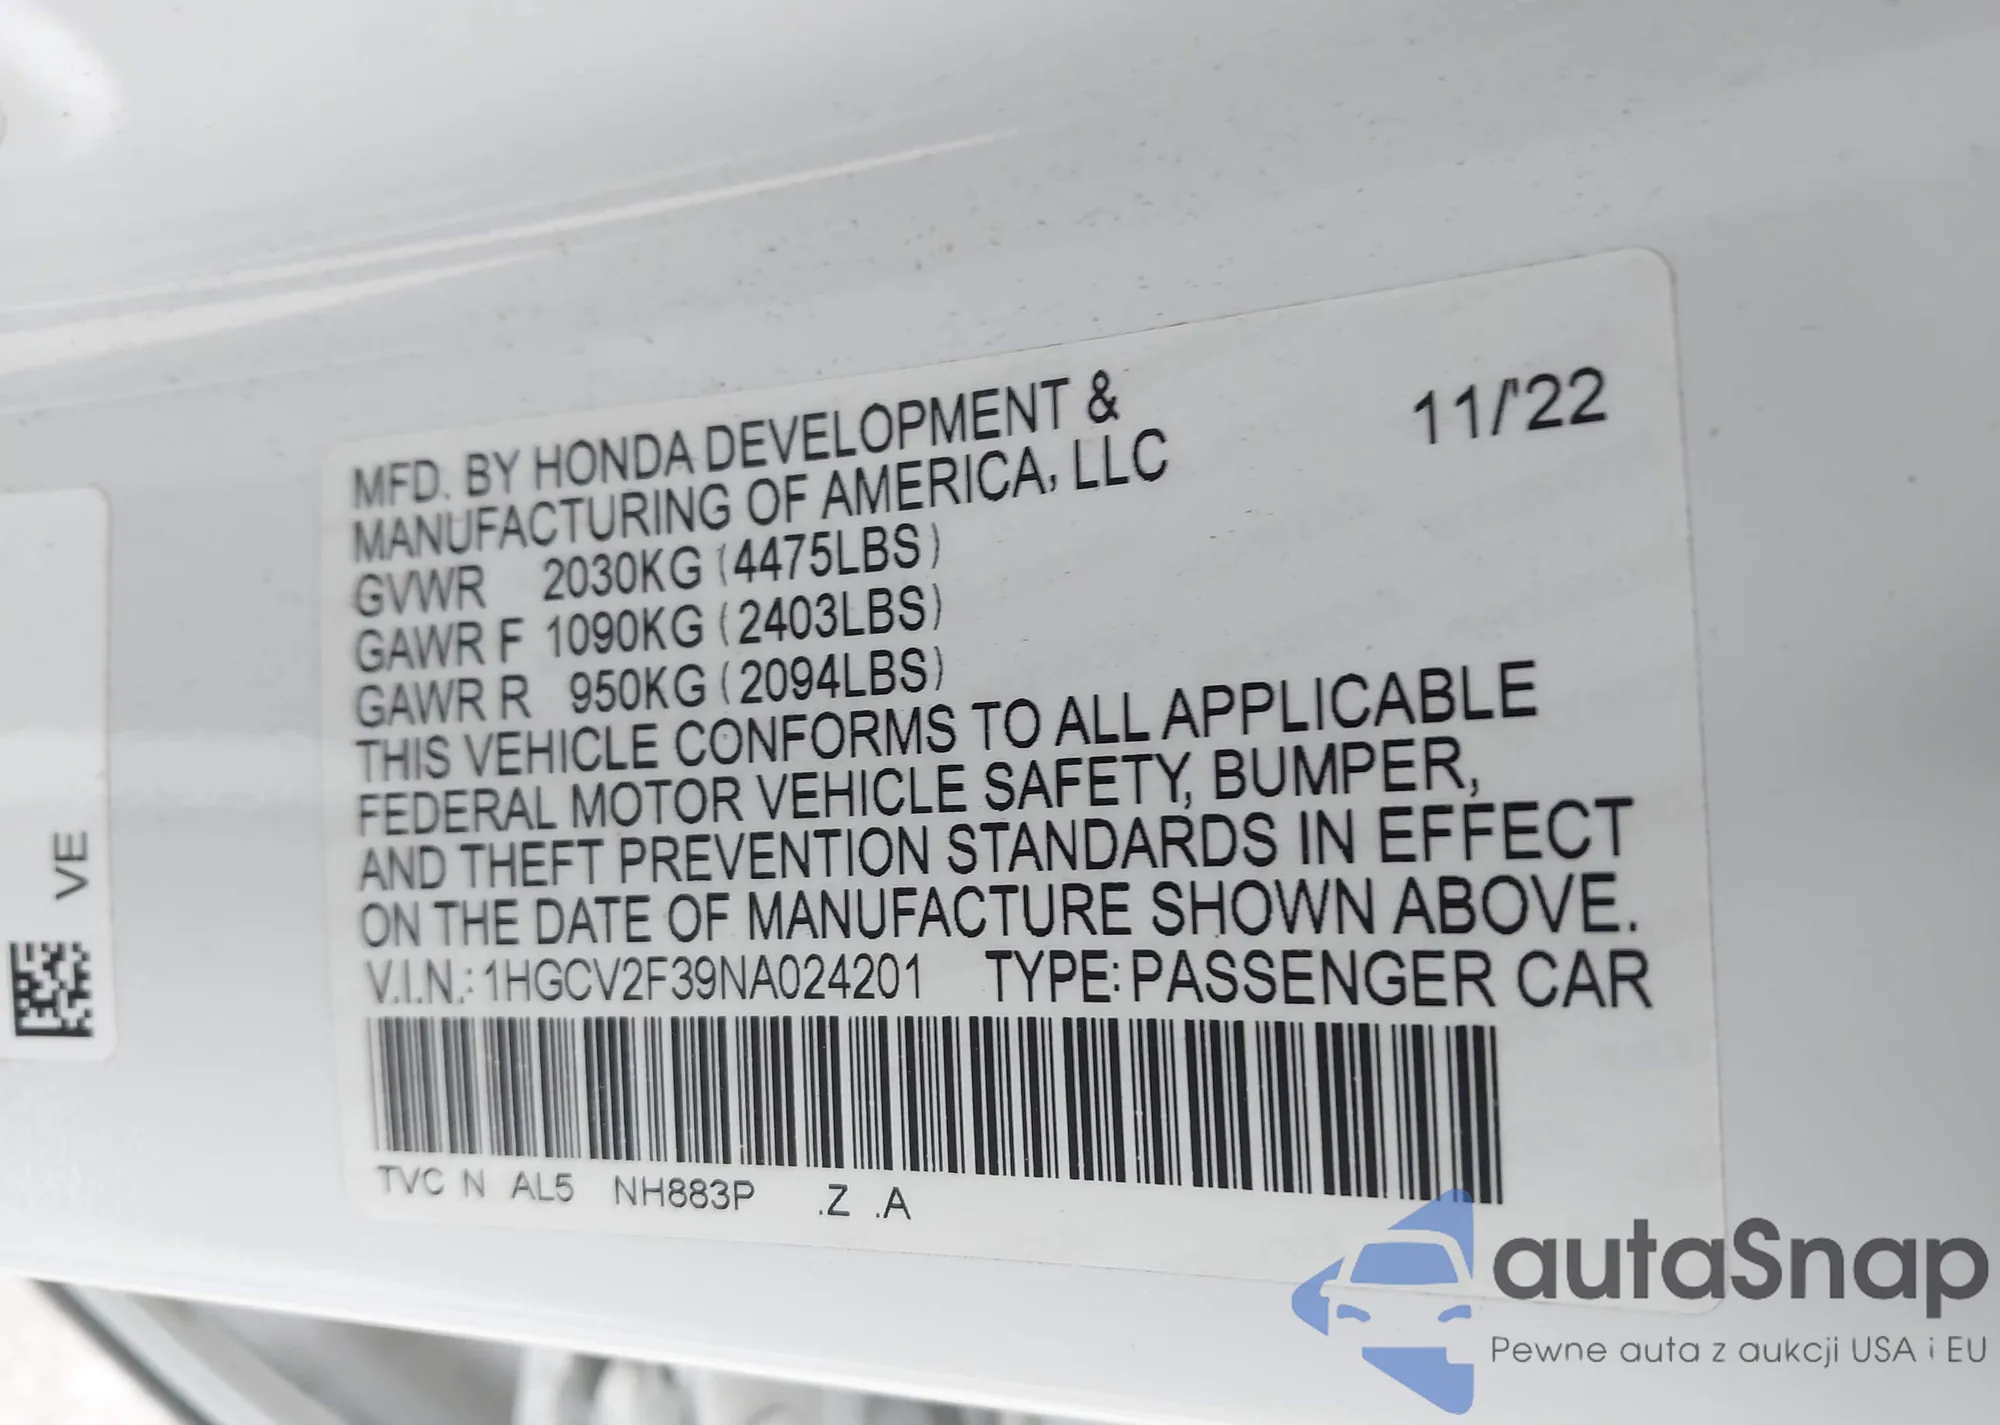 MFD. BY HONDA DEVELOPMENT & 11/'22
MANUFACTURING OF AMERICA, LLC
GVWR 2030KG (4475LBS)
GAWR F 1090KG (2403LBS)
GAWR R 950KG (2094LBS)
THIS VEHICLE CONFORMS TO ALL APPLICABLE
FEDERAL MOTOR VEHICLE SAFETY, BUMPER,
AND THEFT PREVENTION STANDARDS IN EFFECT
ON THE DATE OF MANUFACTURE SHOWN ABOVE.
V.I.N.: 1HGCV2F39NA024201 TYPE: PASSENGER CAR
TVC N AL5 NH883P .Z .A
VE
autaSnap
Pewne auta z aukcji USA i EU